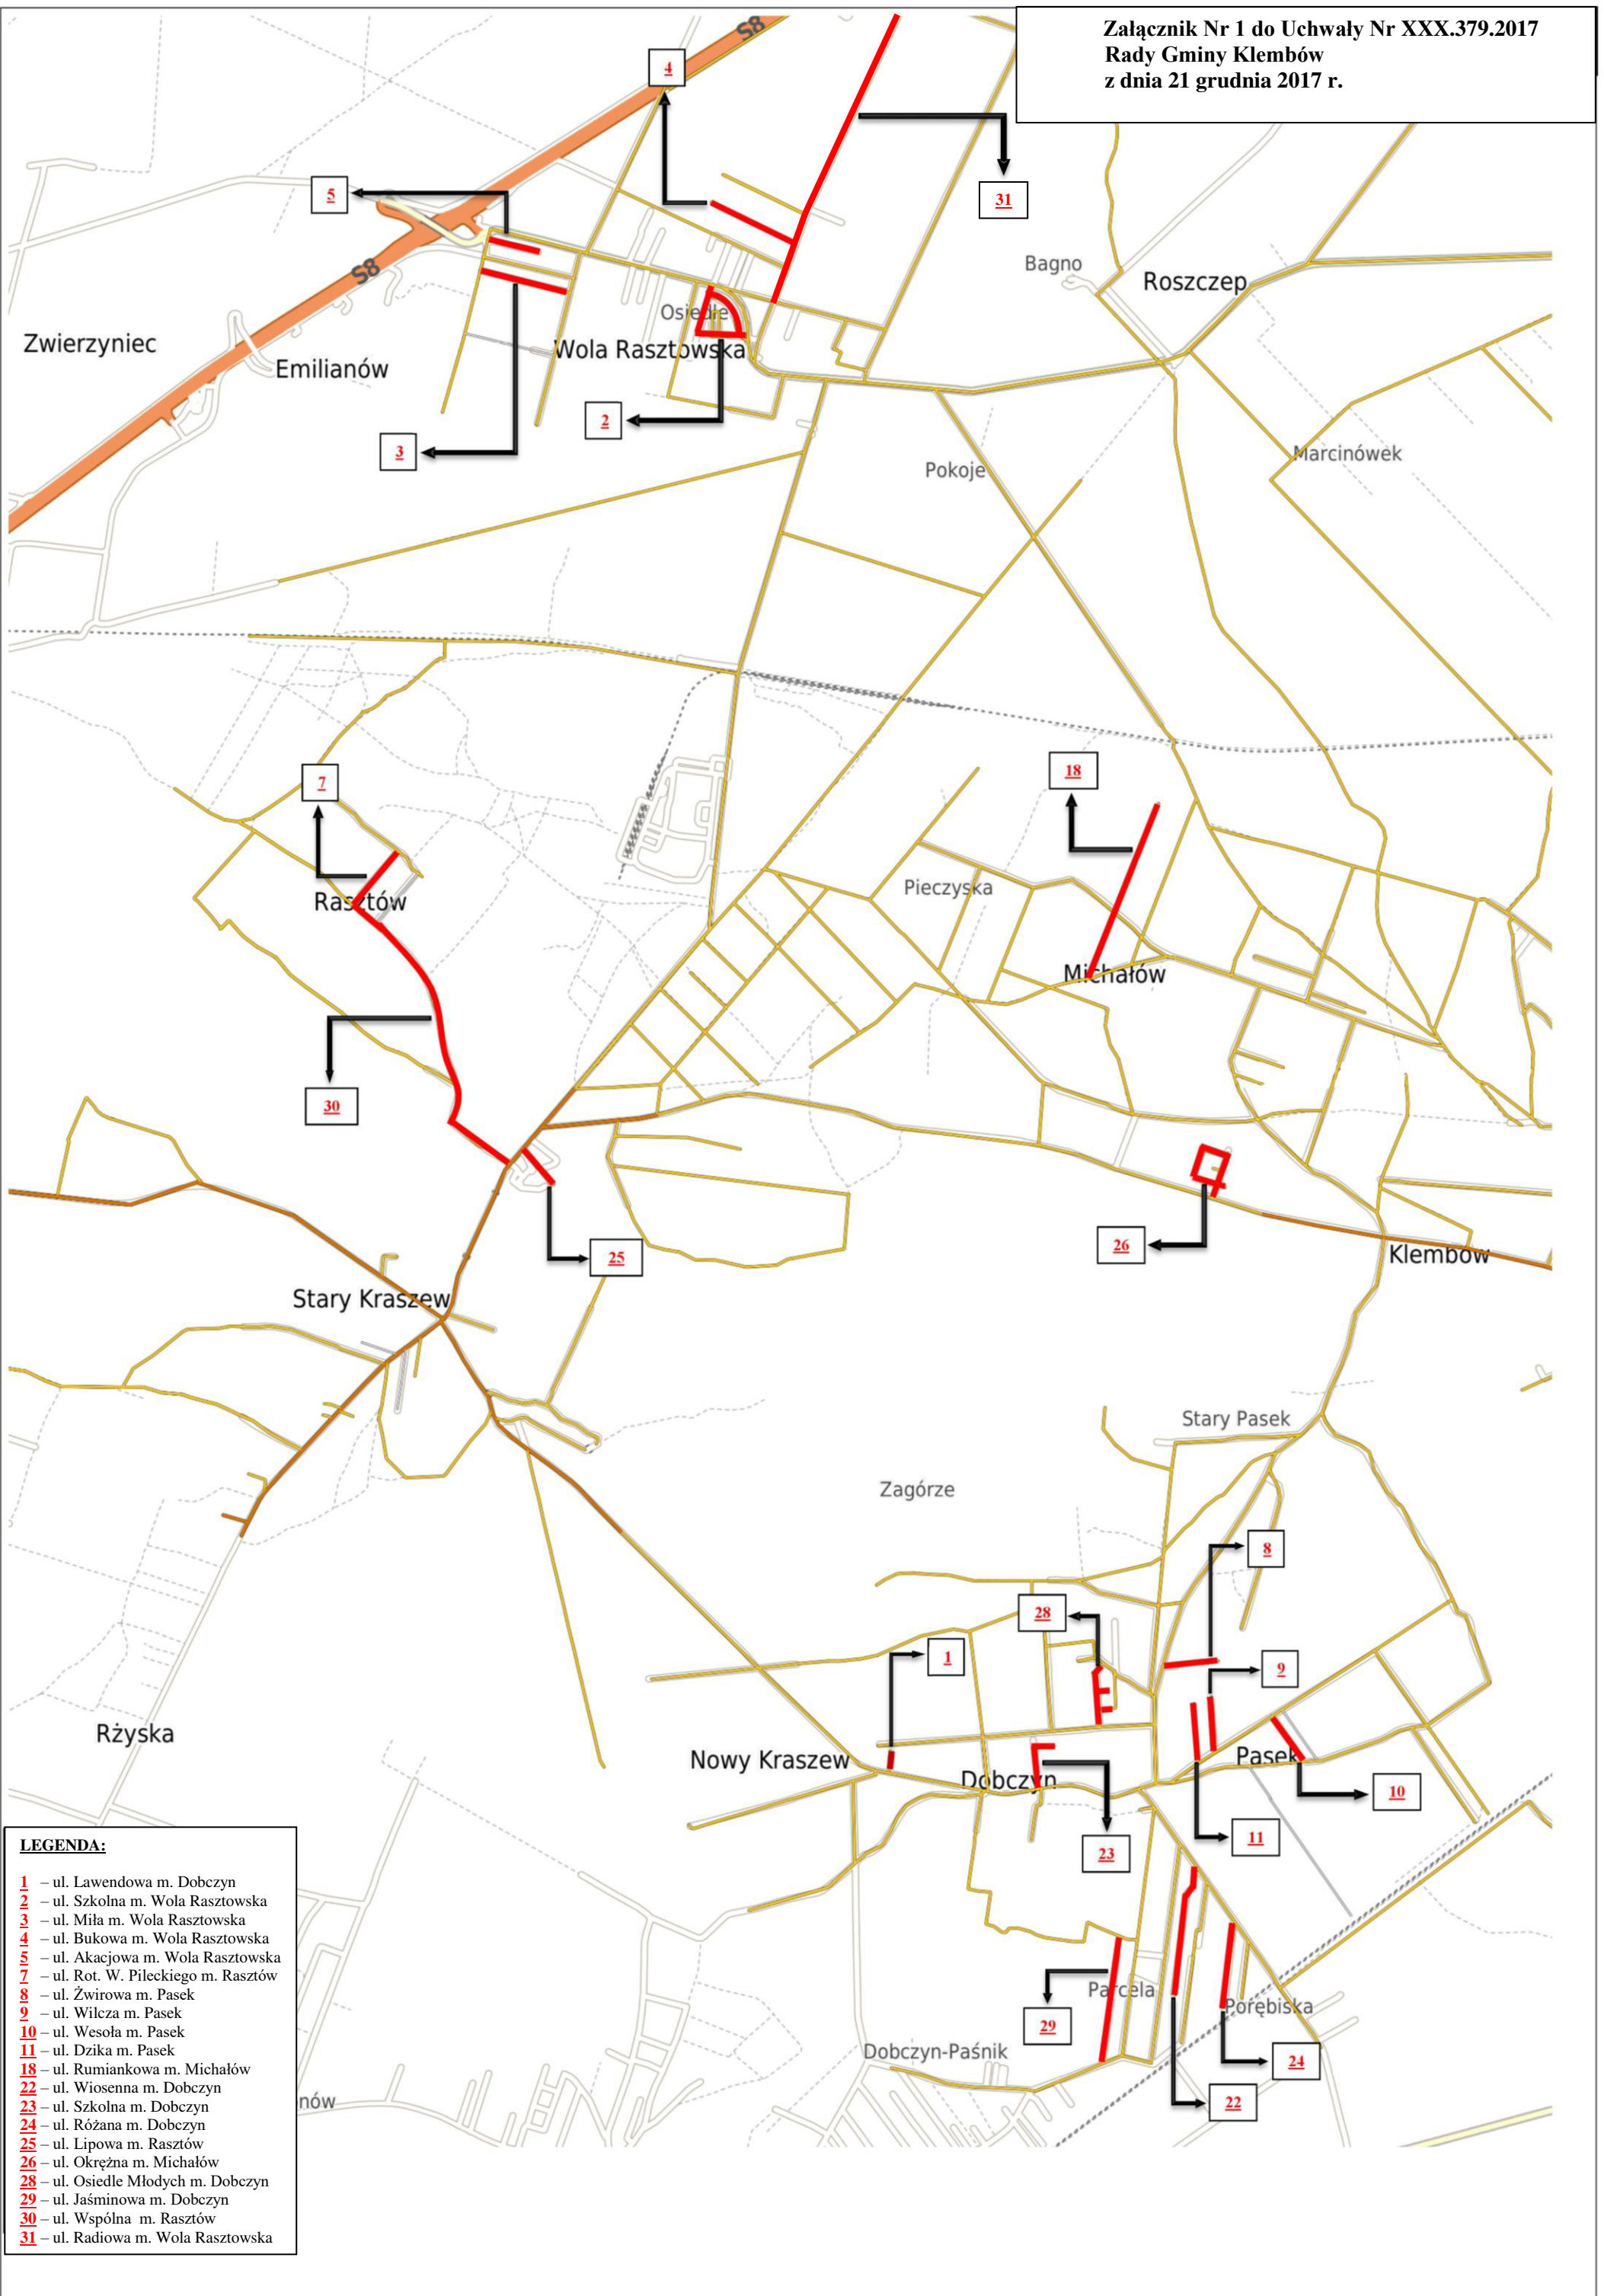 Załącznik Nr 1 do Uchwały Nr XXX.379.2017
Rady Gminy Klembów
z dnia 21 grudnia 2017 r.
S8
4
5
31
S8
Bagno
Roszczep
Osiedle
Zwierzyniec
Wola Rasztowska
Emilianów
2
3
Marcinówek
Pokoje
7
18
Pieczyska
Rasztów
Michałów
30
26
25
Klembów
Stary Kraszew
Stary Pasek
Zagórze
8
28
1
9
Rżyska
Nowy Kraszew
Pasek
Dobczyn
10
11
23
Parcela
Porębiska
29
Dobczyn-Paśnik
24
22
nów
LEGENDA:
1 – ul. Lawendowa m. Dobczyn
2 – ul. Szkolna m. Wola Rasztowska
3 – ul. Miła m. Wola Rasztowska
4 – ul. Bukowa m. Wola Rasztowska
5 – ul. Akacjowa m. Wola Rasztowska
7 – ul. Rot. W. Pileckiego m. Rasztów
8 – ul. Żwirowa m. Pasek
9 – ul. Wilcza m. Pasek
10 – ul. Wesoła m. Pasek
11 – ul. Dzika m. Pasek
18 – ul. Rumiankowa m. Michałów
22 – ul. Wiosenna m. Dobczyn
23 – ul. Szkolna m. Dobczyn
24 – ul. Różana m. Dobczyn
25 – ul. Lipowa m. Rasztów
26 – ul. Okrężna m. Michałów
28 – ul. Osiedle Młodych m. Dobczyn
29 – ul. Jaśminowa m. Dobczyn
30 – ul. Wspólna m. Rasztów
31 – ul. Radiowa m. Wola Rasztowska